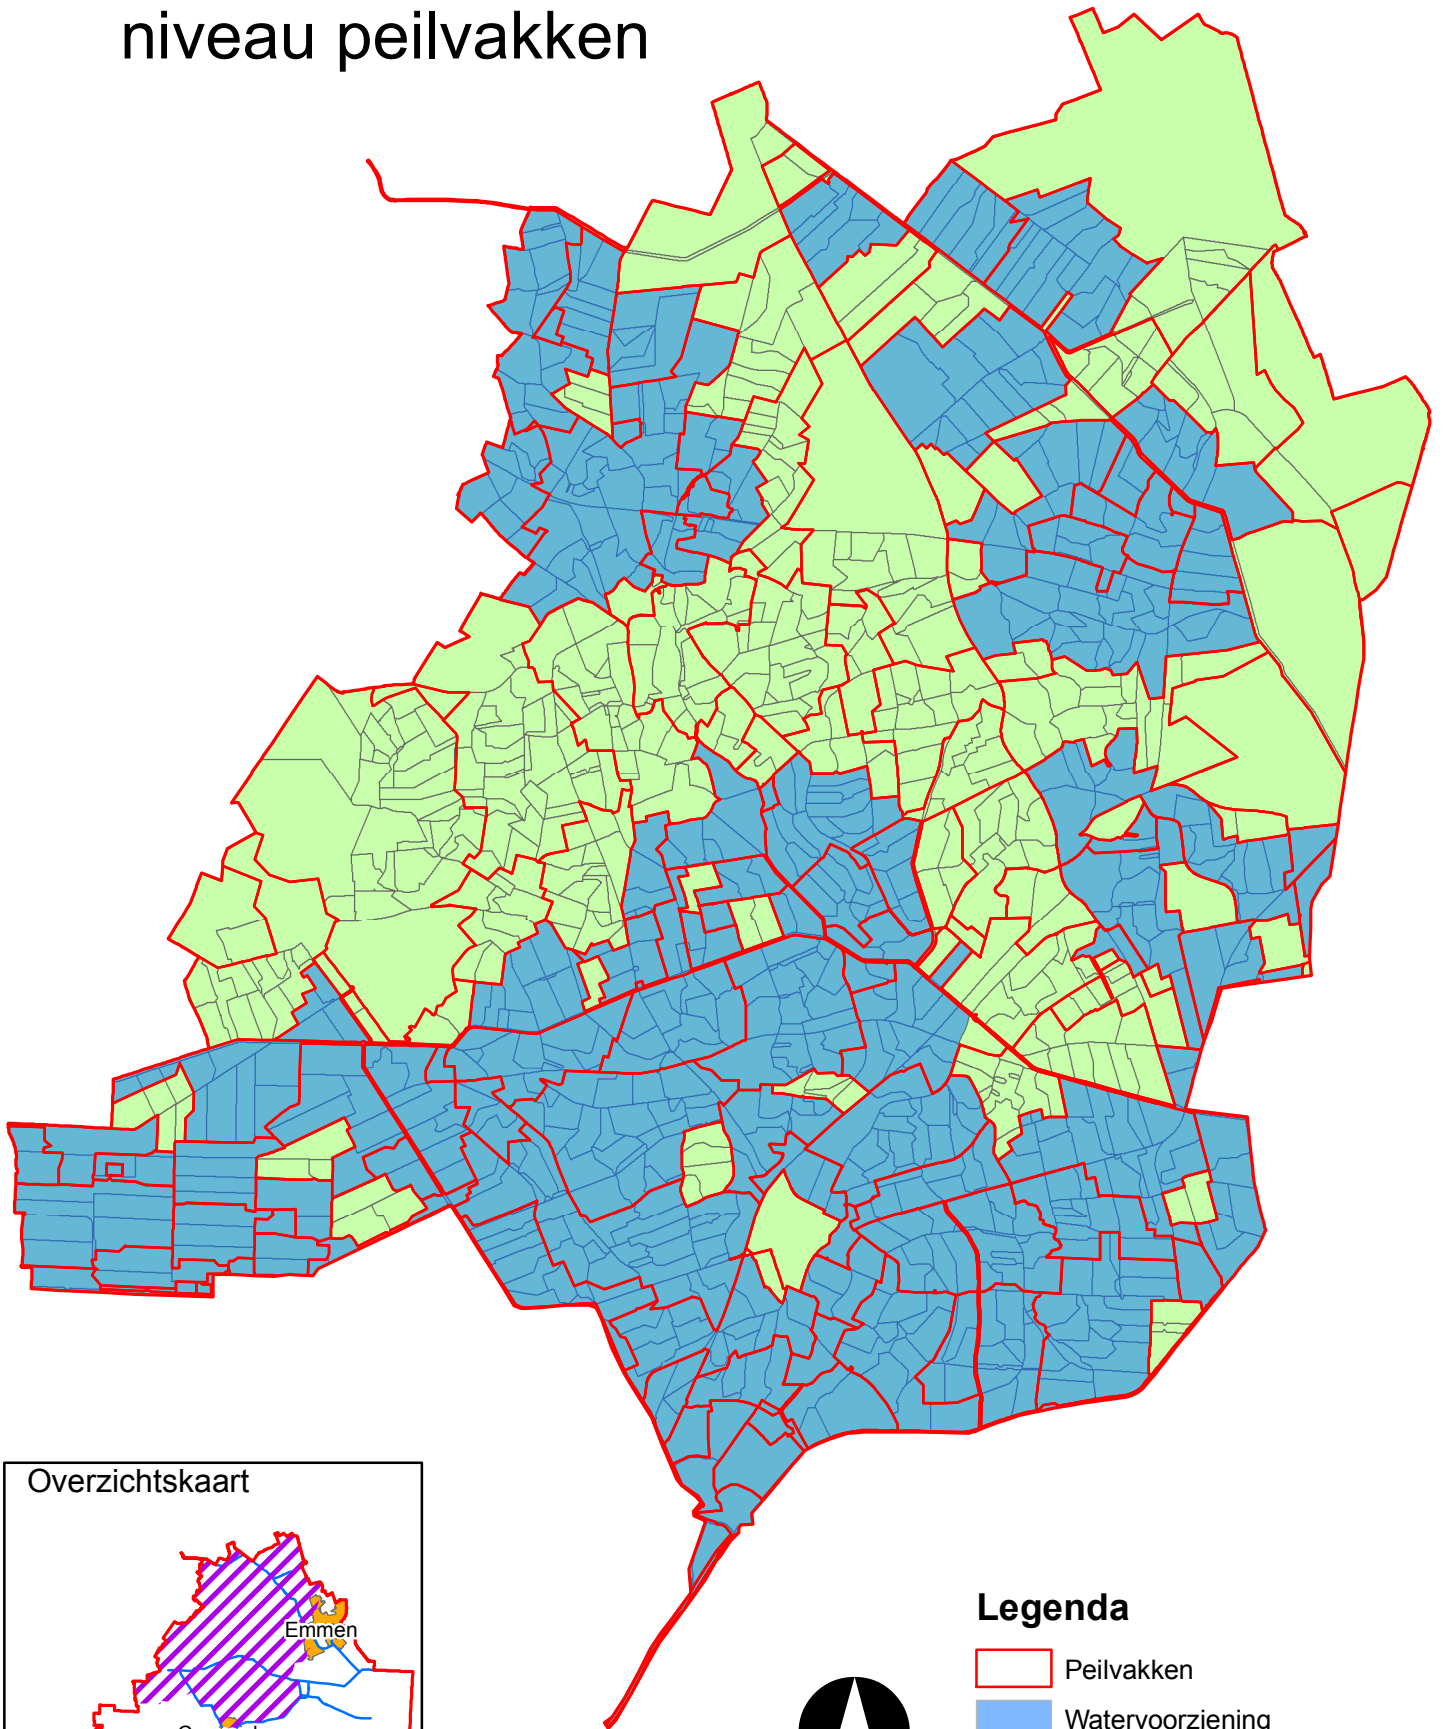 niveau peilvakken
Overzichtskaart
Emmen
Legenda
Peilvakken
Watervoorziening